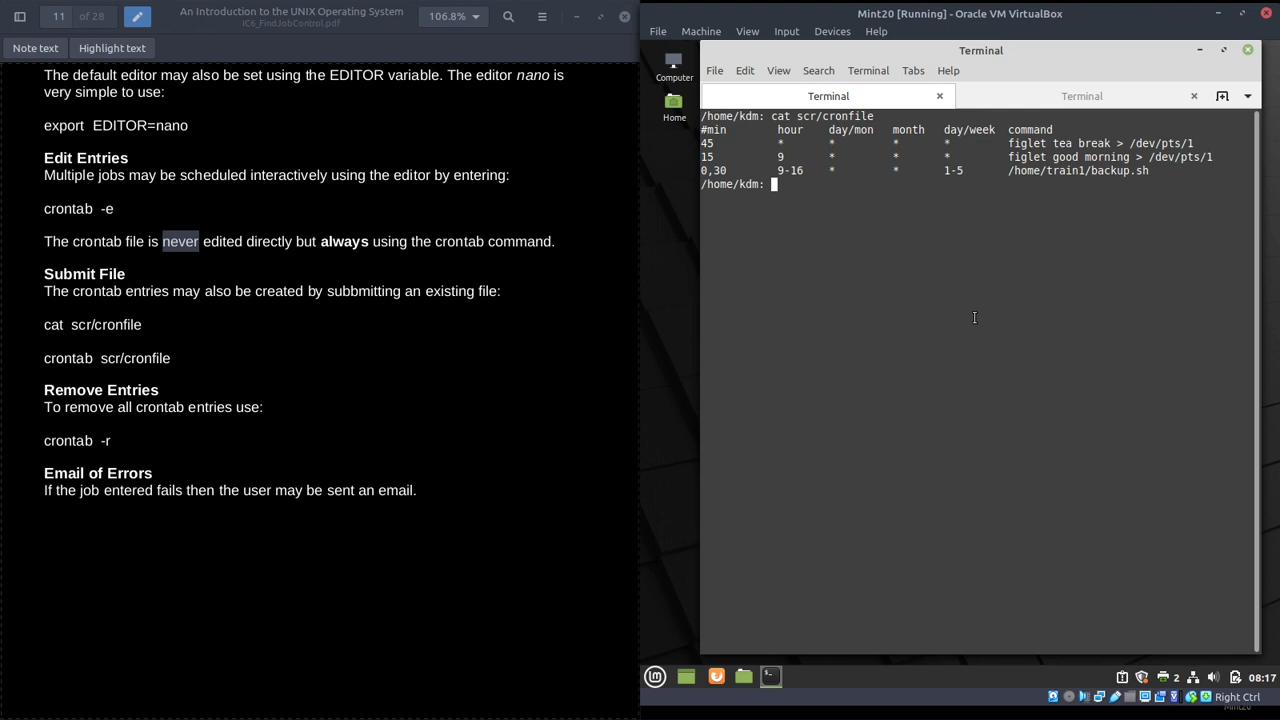 11 of 28
An Introduction to the UNIX Operating System
IC6_FindJobControl.pdf
106.8%
Note text Highlight text
The default editor may also be set using the EDITOR variable. The editor nano is
very simple to use:
export EDITOR=nano
Edit Entries
Multiple jobs may be scheduled interactively using the editor by entering:
crontab -e
The crontab file is never edited directly but always using the crontab command.
Submit File
The crontab entries may also be created by subbmitting an existing file:
cat scr/cronfile
crontab scr/cronfile
Remove Entries
To remove all crontab entries use:
crontab -r
Email of Errors
If the job entered fails then the user may be sent an email.
Mint20 [Running] - Oracle VM VirtualBox
File Machine View Input Devices Help
Computer
Home
Terminal
File Edit View Search Terminal Tabs Help
Terminal Terminal
/home/kdm: cat scr/cronfile
#min hour day/mon month day/week command
45 * * * * figlet tea break > /dev/pts/1
15 9 * * * figlet good morning > /dev/pts/1
0,30 9-16 * * 1-5 /home/train1/backup.sh
/home/kdm:
2 08:17
Right Ctrl
Mint20